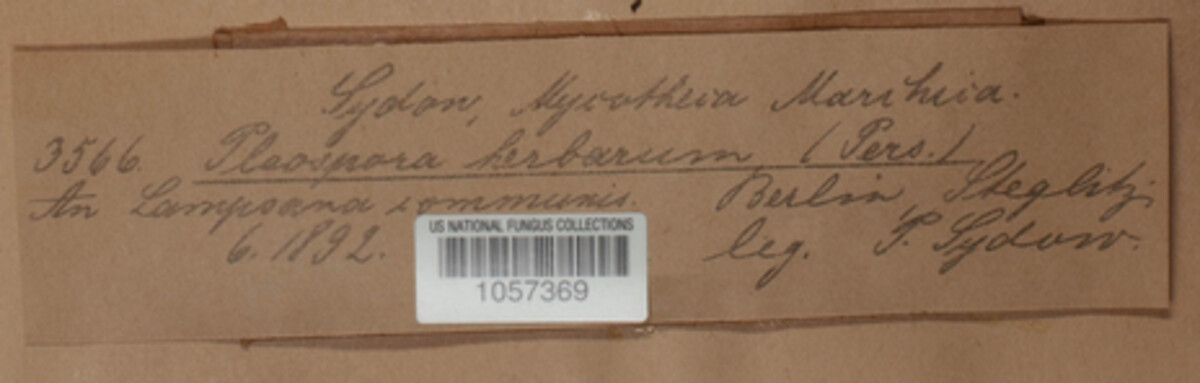 Sydow, Mycotheca Marchica.
3566. Pleospora herbarum (Pers.)
An Lampsana communis. Berlin, Steglitz.
6. 1892. leg. P. Sydow.
US NATIONAL FUNGUS COLLECTIONS
1057369